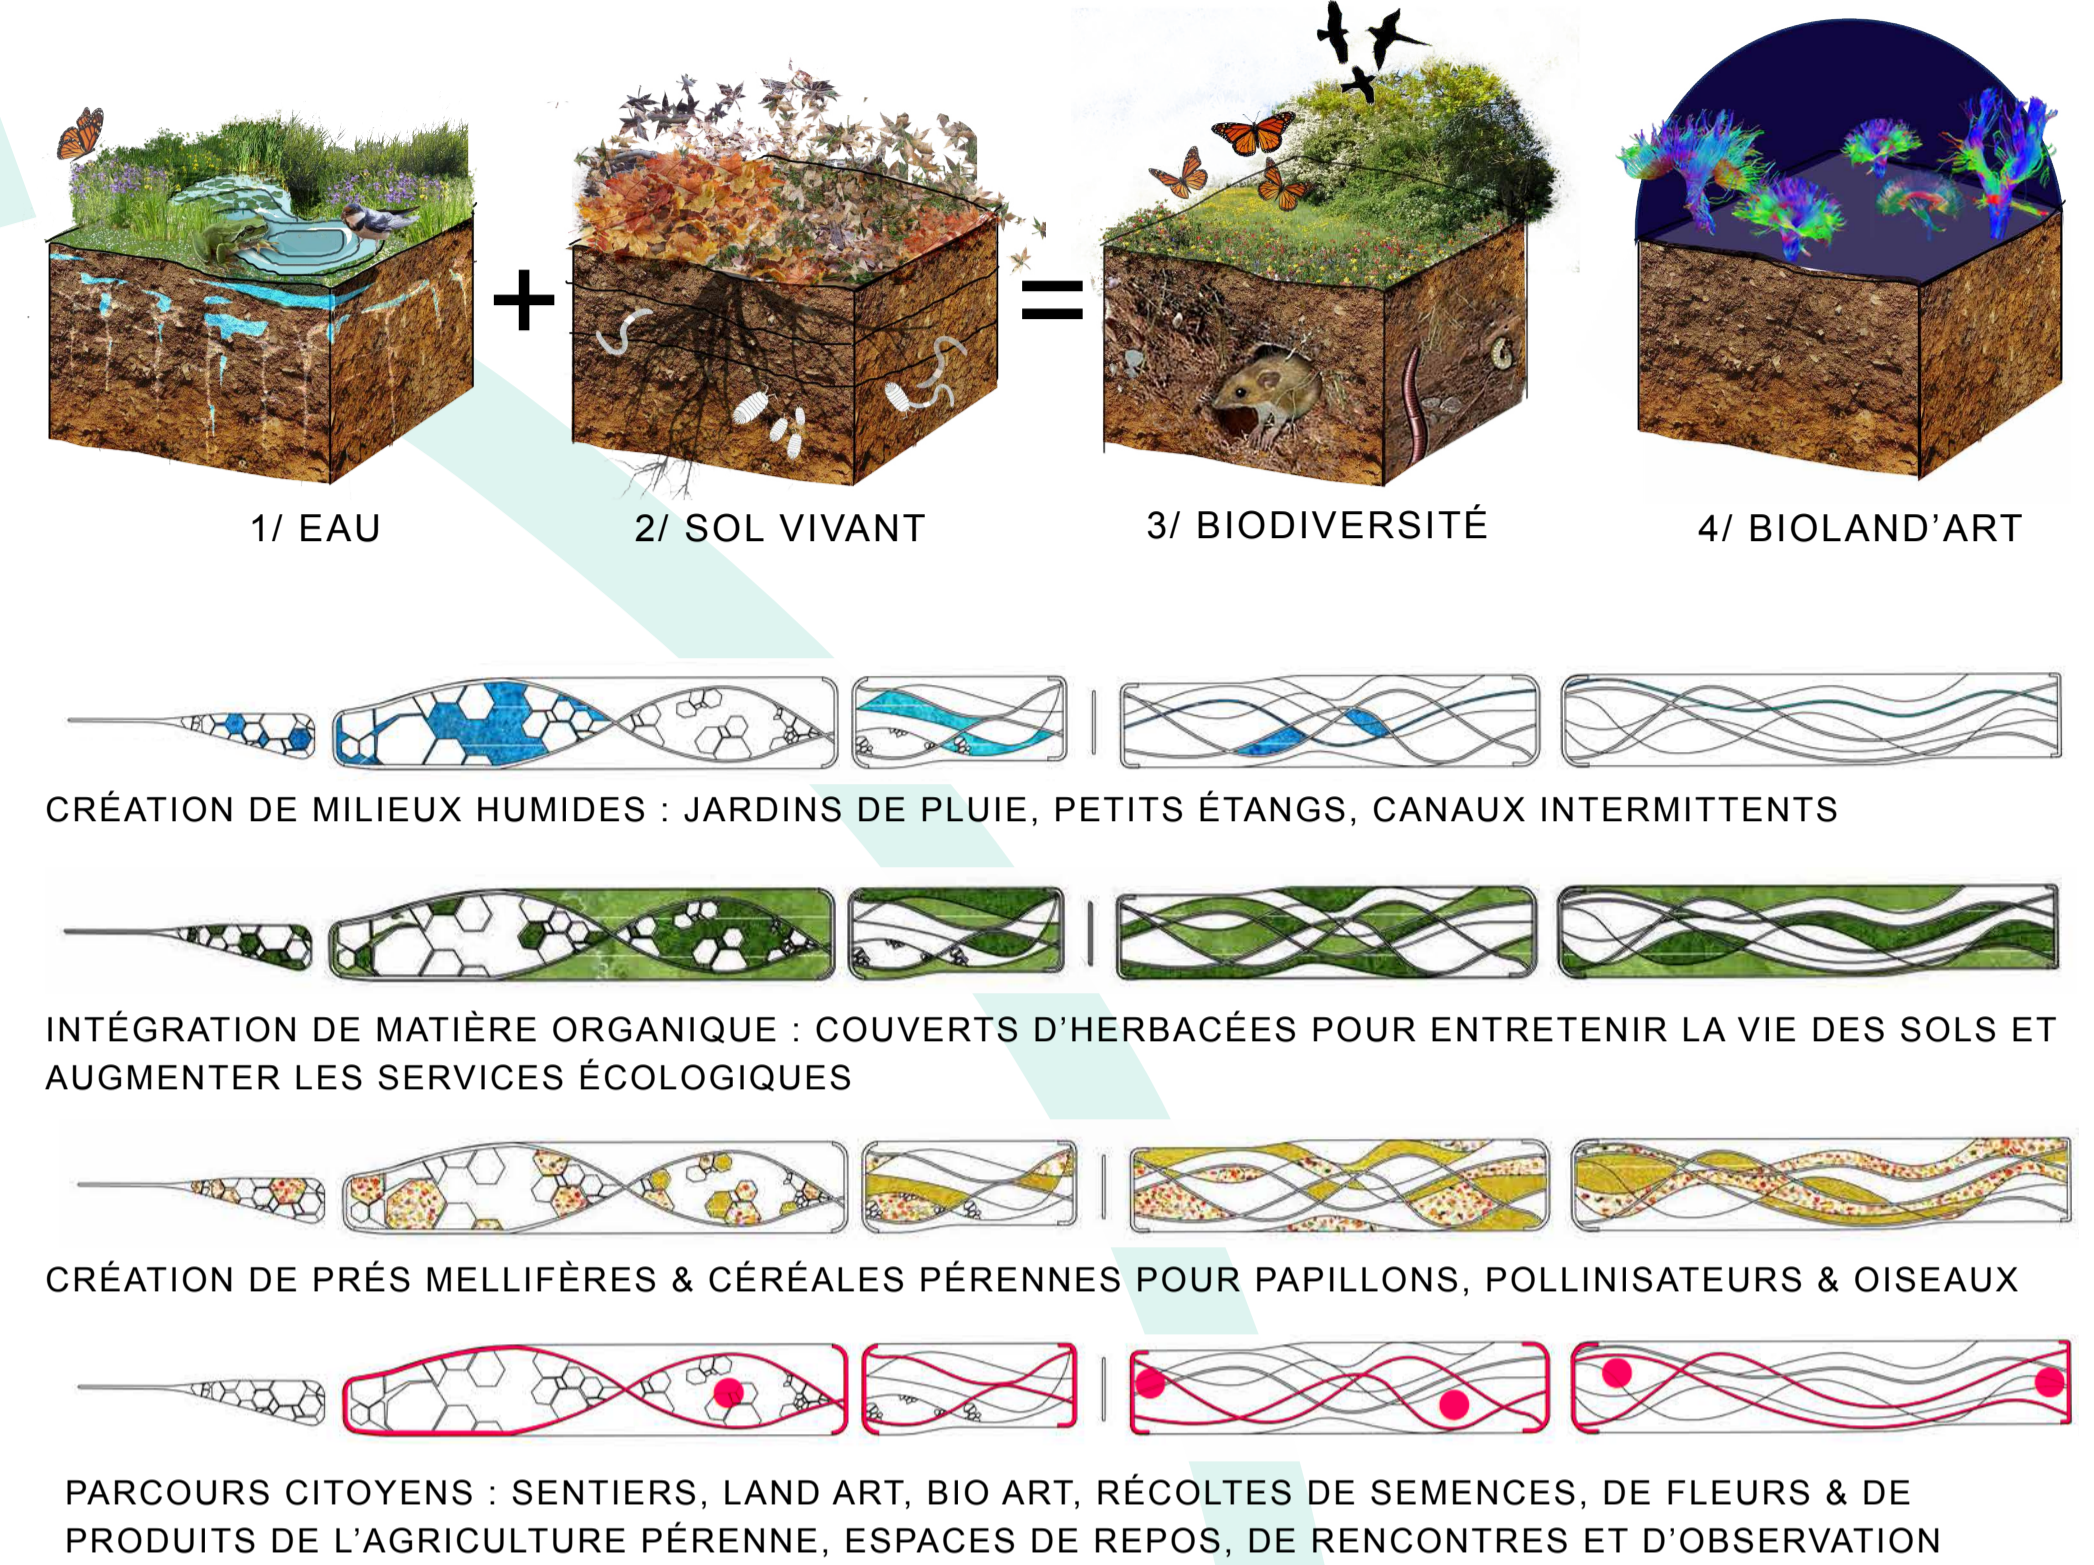 +
=
1/ EAU
2/ SOL VIVANT
3/ BIODIVERSITÉ
4/ BIOLAND’ART
CRÉATION DE MILIEUX HUMIDES : JARDINS DE PLUIE, PETITS ÉTANGS, CANAUX INTERMITTENTS
INTÉGRATION DE MATIÈRE ORGANIQUE : COUVERTS D’HERBACÉES POUR ENTRETENIR LA VIE DES SOLS ET
AUGMENTER LES SERVICES ÉCOLOGIQUES
CRÉATION DE PRÉS MELLIFÈRES & CÉRÉALES PÉRENNES POUR PAPILLONS, POLLINISATEURS & OISEAUX
PARCOURS CITOYENS : SENTIERS, LAND ART, BIO ART, RÉCOLTES DE SEMENCES, DE FLEURS & DE
PRODUITS DE L’AGRICULTURE PÉRENNE, ESPACES DE REPOS, DE RENCONTRES ET D’OBSERVATION